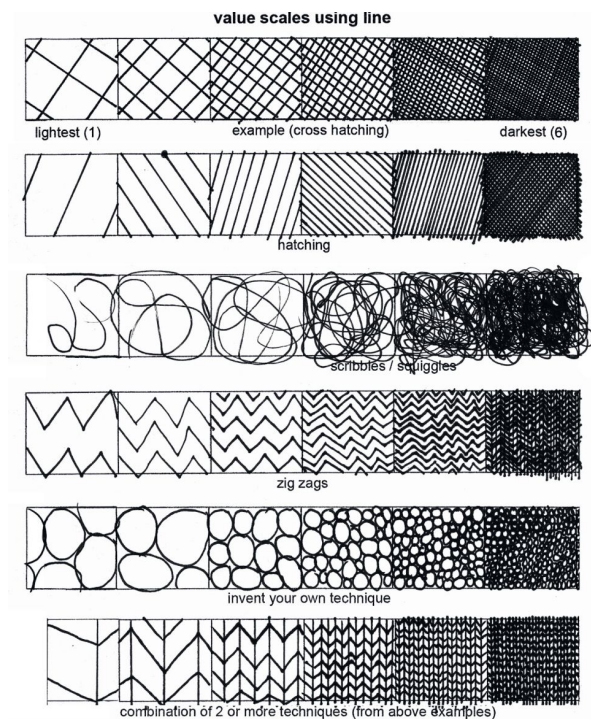 value scales using line
lightest (1)
example (cross hatching)
darkest (6)
hatching
scribbles / squiggles
zig zags
invent your own technique
combination of 2 or more techniques (from above examples)